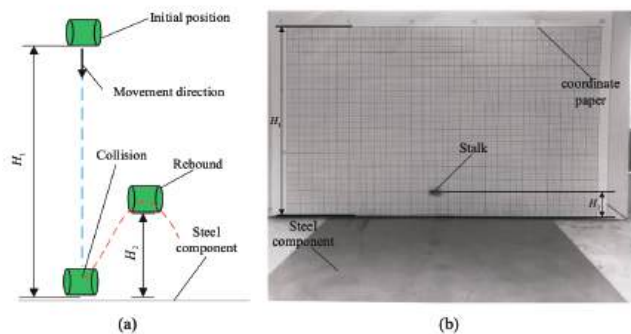 Initial position
Movement direction
H₁
Collision
Rebound
Steel
component
H₂
(a)
coordinate
paper
H₁
Stalk
H₂
Steel
component
(b)